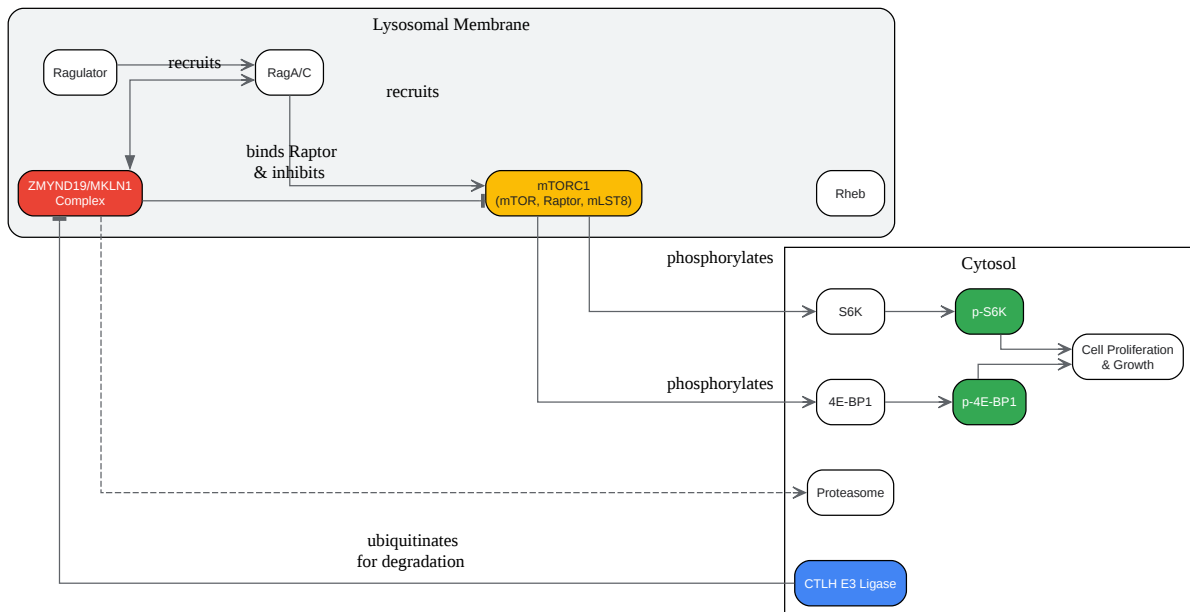 Lysosomal Membrane
Ragulator
recruits
RagA/C
recruits
binds Raptor
& inhibits
ZMYND19/MKLN1
Complex
mTORC1
(mTOR, Raptor, mLST8)
Rheb
phosphorylates
Cytosol
S6K
p-S6K
Cell Proliferation
& Growth
phosphorylates
4E-BP1
p-4E-BP1
Proteasome
ubiquitinates
for degradation
CTLH E3 Ligase